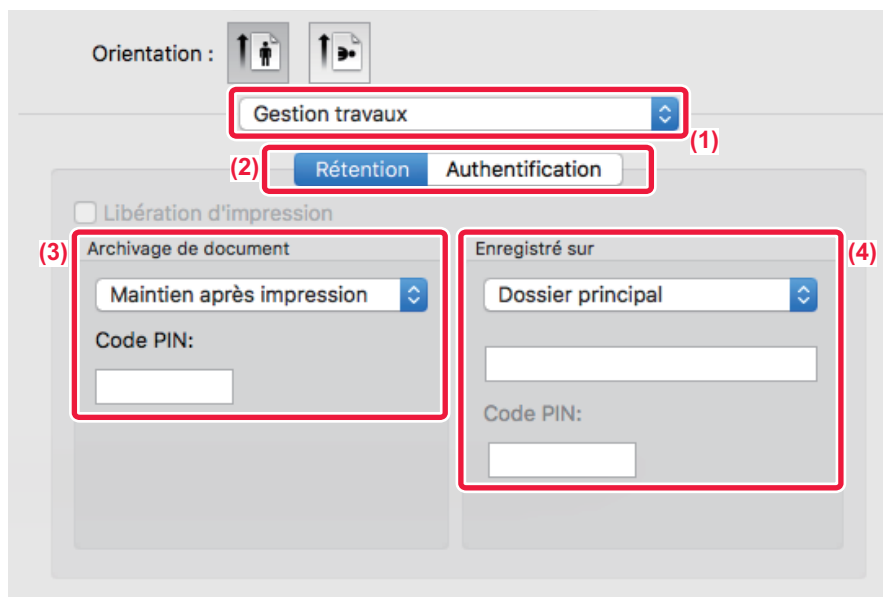 Orientation :
Gestion travaux
(1)
(2)
Rétention Authentification
Libération d'impression
(3)
Archivage de document
Enregistré sur
(4)
Maintien après impression
Dossier principal
Code PIN:
Code PIN: